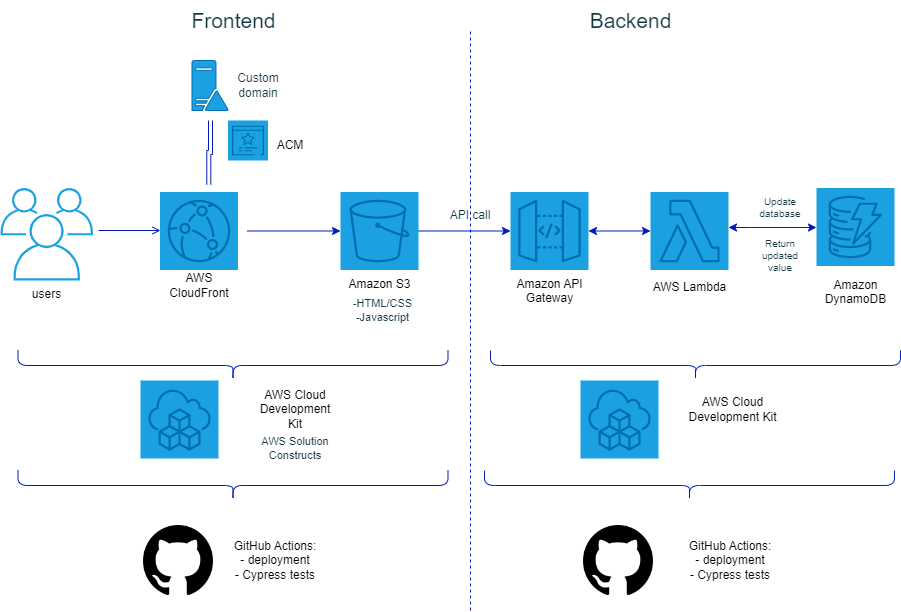 Frontend
Backend
Custom
domain
ACM
API call
Update
database
Return
updated
value
users
AWS
CloudFront
Amazon S3
-HTML/CSS
-Javascript
Amazon API
Gateway
AWS Lambda
Amazon
DynamoDB
AWS Cloud
Development
Kit
AWS Solution
Constructs
AWS Cloud
Development Kit
GitHub Actions:
- deployment
- Cypress tests
GitHub Actions:
- deployment
- Cypress tests